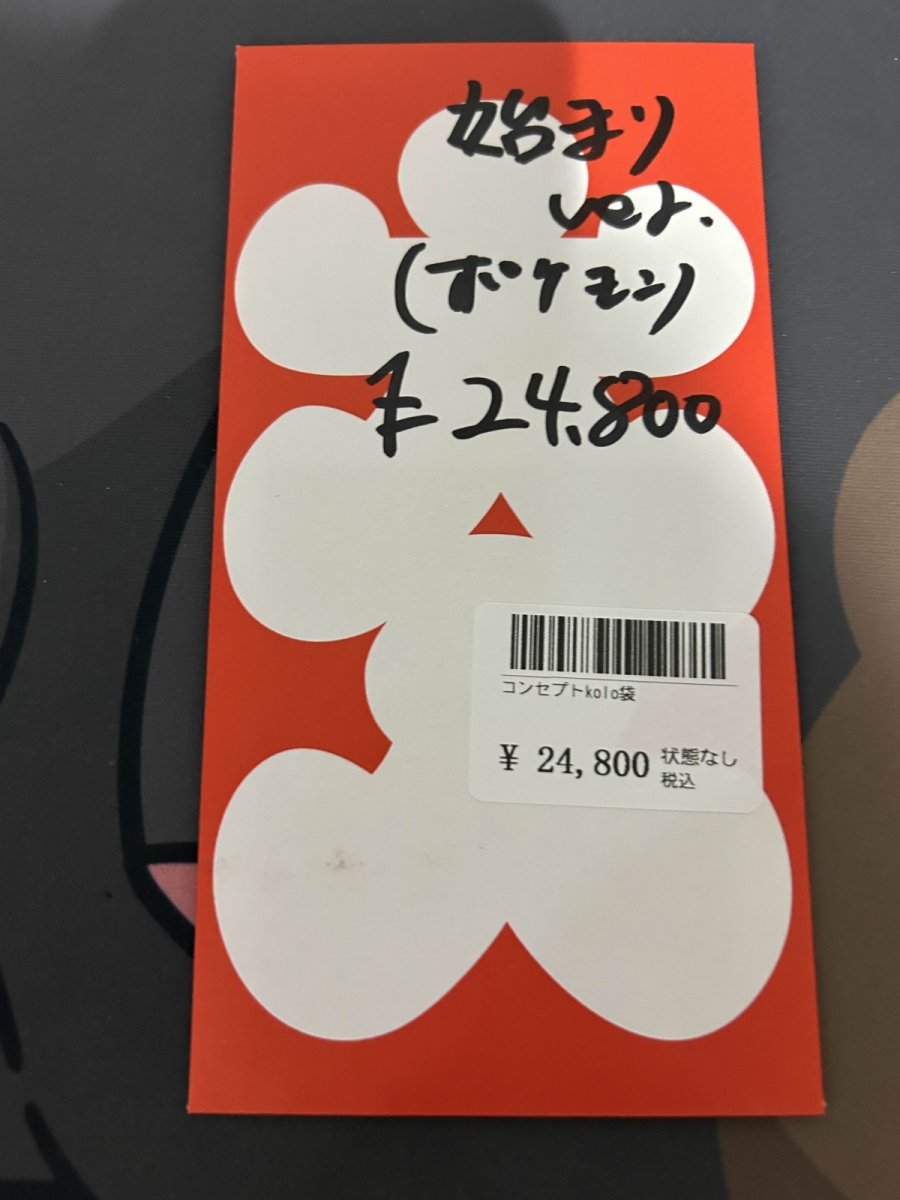 始まり
ver.
(ポケモン)
¥24,800
コンセプトkolo袋
¥ 24,800 状態なし
税込